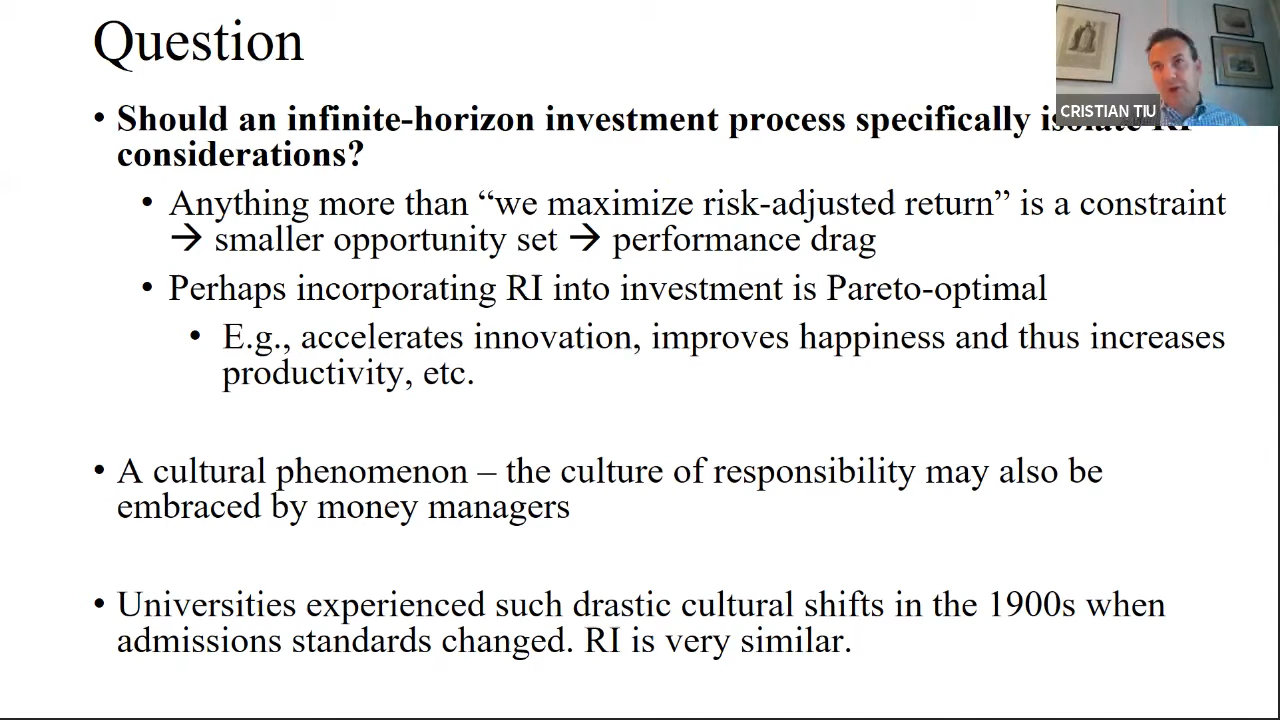 Question
CRISTIAN TIU
• Should an infinite-horizon investment process specifically isolate RI
considerations?
• Anything more than “we maximize risk-adjusted return” is a constraint
→ smaller opportunity set → performance drag
• Perhaps incorporating RI into investment is Pareto-optimal
• E.g., accelerates innovation, improves happiness and thus increases
productivity, etc.
• A cultural phenomenon – the culture of responsibility may also be
embraced by money managers
• Universities experienced such drastic cultural shifts in the 1900s when
admissions standards changed. RI is very similar.